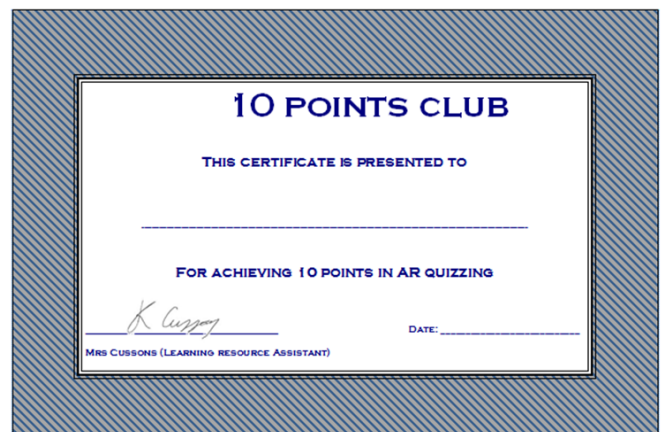 10 POINTS CLUB
THIS CERTIFICATE IS PRESENTED TO
FOR ACHIEVING 10 POINTS IN AR QUIZZING
K Cussons
DATE:
MRS CUSSONS (LEARNING RESOURCE ASSISTANT)